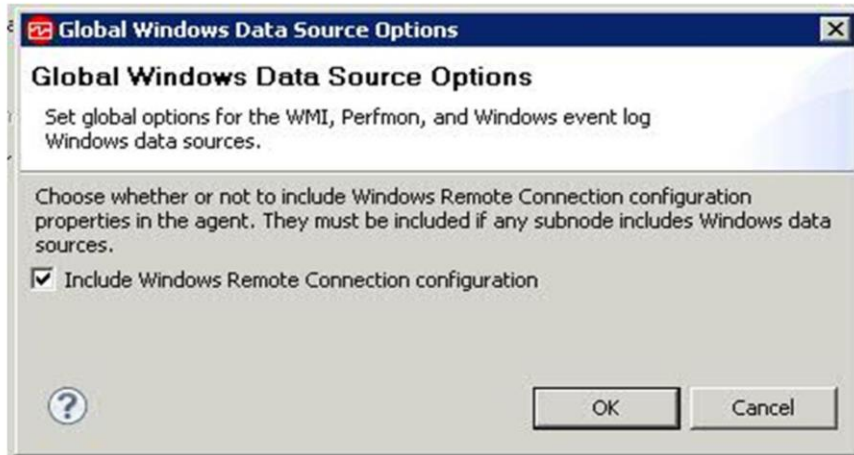 Global Windows Data Source Options
Global Windows Data Source Options
Set global options for the WMI, Perfmon, and Windows event log
Windows data sources.
Choose whether or not to include Windows Remote Connection configuration
properties in the agent. They must be included if any subnode includes Windows data
sources.
Include Windows Remote Connection configuration
?
OK
Cancel